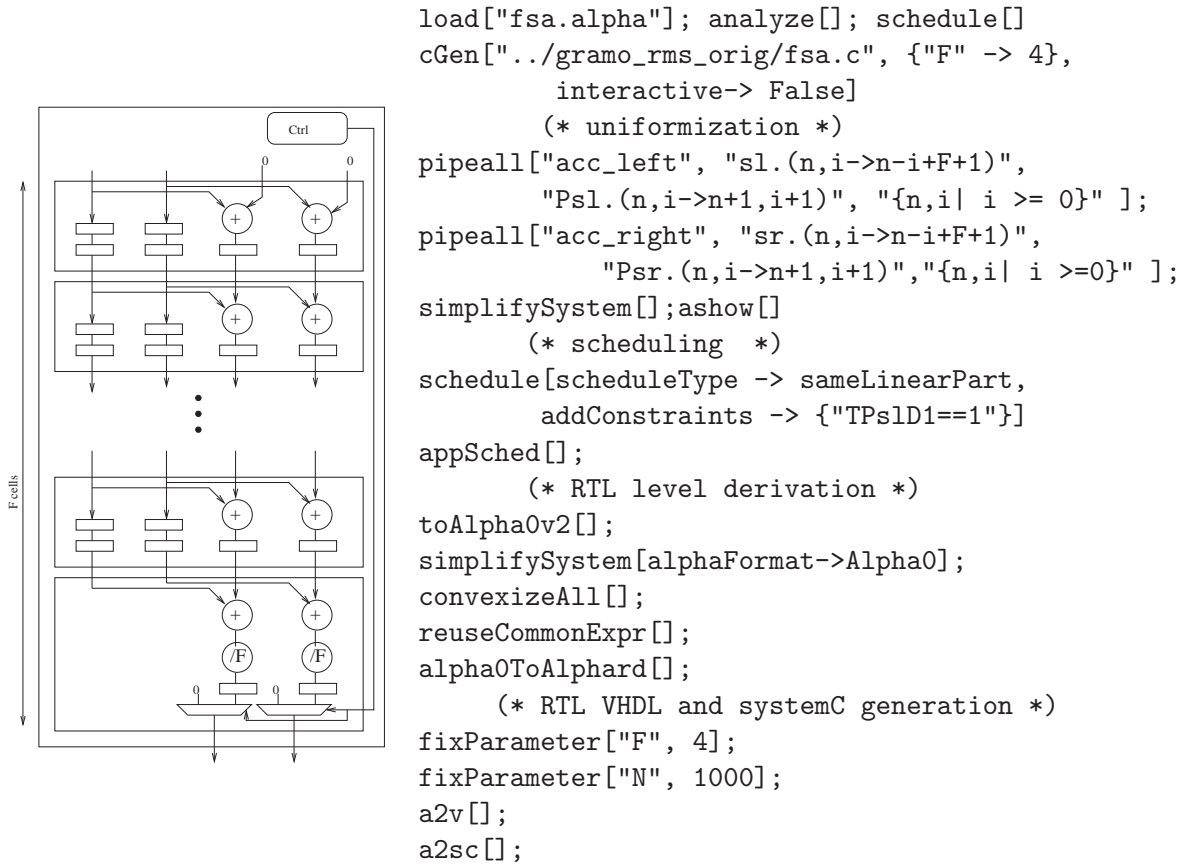 Ctrl
0 0
+ +
+ +
F cells
+ +
+ +
/F /F
0 0
load["fsa.alpha"]; analyze[]; schedule[]
cGen["../gramo_rms_orig/fsa.c", {"F" -> 4},
interactive-> False]
(* uniformization *)
pipeall["acc_left", "sl.(n,i->n-i+F+1)",
"Psl.(n,i->n+1,i+1)", "{n,i| i >= 0}" ];
pipeall["acc_right", "sr.(n,i->n-i+F+1)",
"Psr.(n,i->n+1,i+1)","{n,i| i >=0}" ];
simplifySystem[];ashow[]
(* scheduling *)
schedule[scheduleType -> sameLinearPart,
addConstraints -> {"TPslD1==1"}]
appSched[];
(* RTL level derivation *)
toAlpha0v2[];
simplifySystem[alphaFormat->Alpha0];
convexizeAll[];
reuseCommonExpr[];
alpha0ToAlphard[];
(* RTL VHDL and systemC generation *)
fixParameter["F", 4];
fixParameter["N", 1000];
a2v[];
a2sc[];